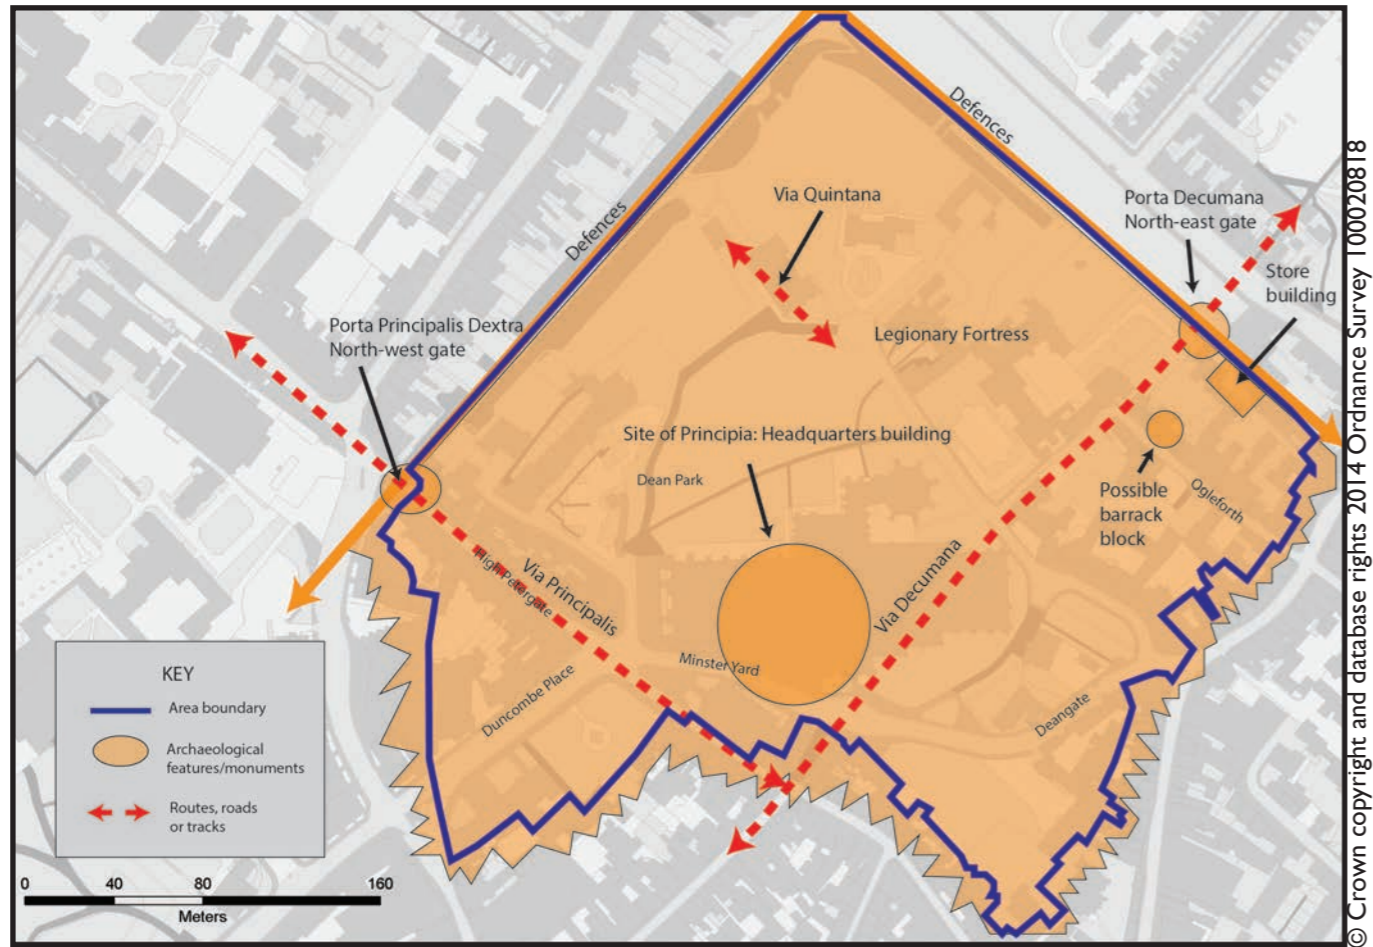 Defences
Defences
Via Quintana
Porta Decumana
North-east gate
Store
building
Porta Principalis Dextra
North-west gate
Legionary Fortress
Site of Principia: Headquarters building
Dean Park
Possible
barrack
block
Ogleforth
Via Principalis
High Petergate
Via Decumana
Minster Yard
Duncombe Place
Deangate
KEY
Area boundary
Archaeological
features/monuments
Routes, roads
or tracks
0 40 80 160
Meters
© Crown copyright and database rights 2014 Ordnance Survey 100020818